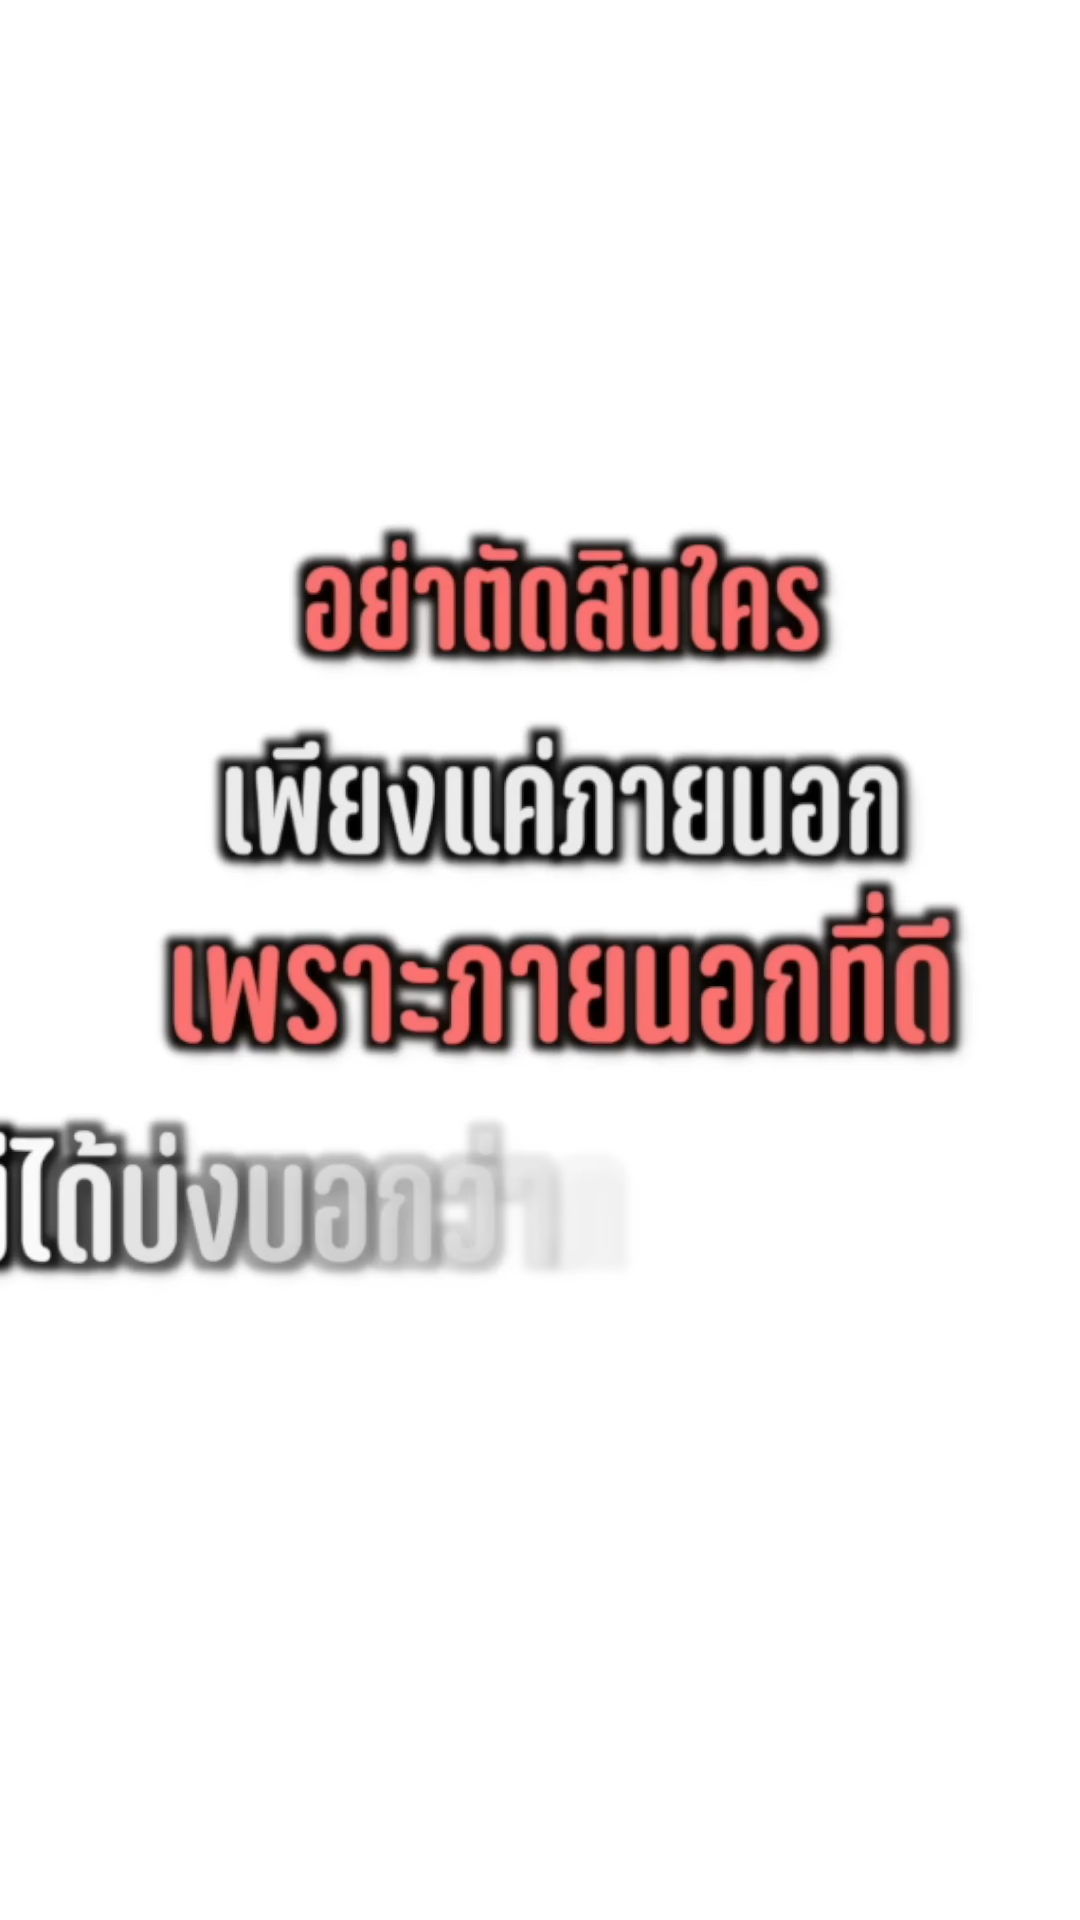 อย่าตัดสินใคร
เพียงแค่ภายนอก
เพราะภายนอกที่ดี
ได้บ่งบอกว่า